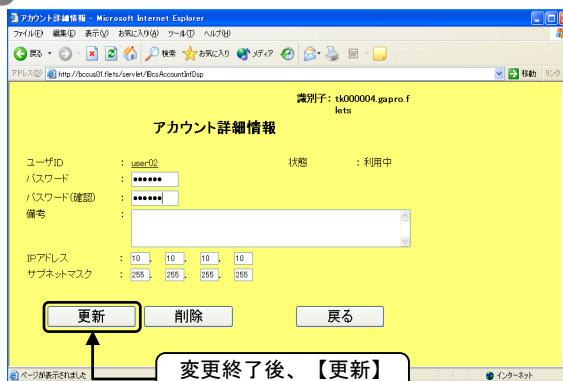 アカウント詳細情報 - Microsoft Internet Explorer
ファイル(F) 編集(E) 表示(V) お気に入り(A) ツール(T) ヘルプ(H)
戻る 検索 お気に入り メディア
アドレス(D) http://bccus01.flets/servlet/BcsAccountInfDsp 移動 リンク
識別子: tk000004.gapro.f
lets
アカウント詳細情報
ユーザID : user02 状態 : 利用中
パスワード : ●●●●●●
パスワード(確認) : ●●●●●●
備考 :
IPアドレス : 10 . 10 . 10 . 10
サブネットマスク : 255 . 255 . 255 . 255
更新 削除 戻る
変更終了後、【更新】
ページが表示されました インターネット